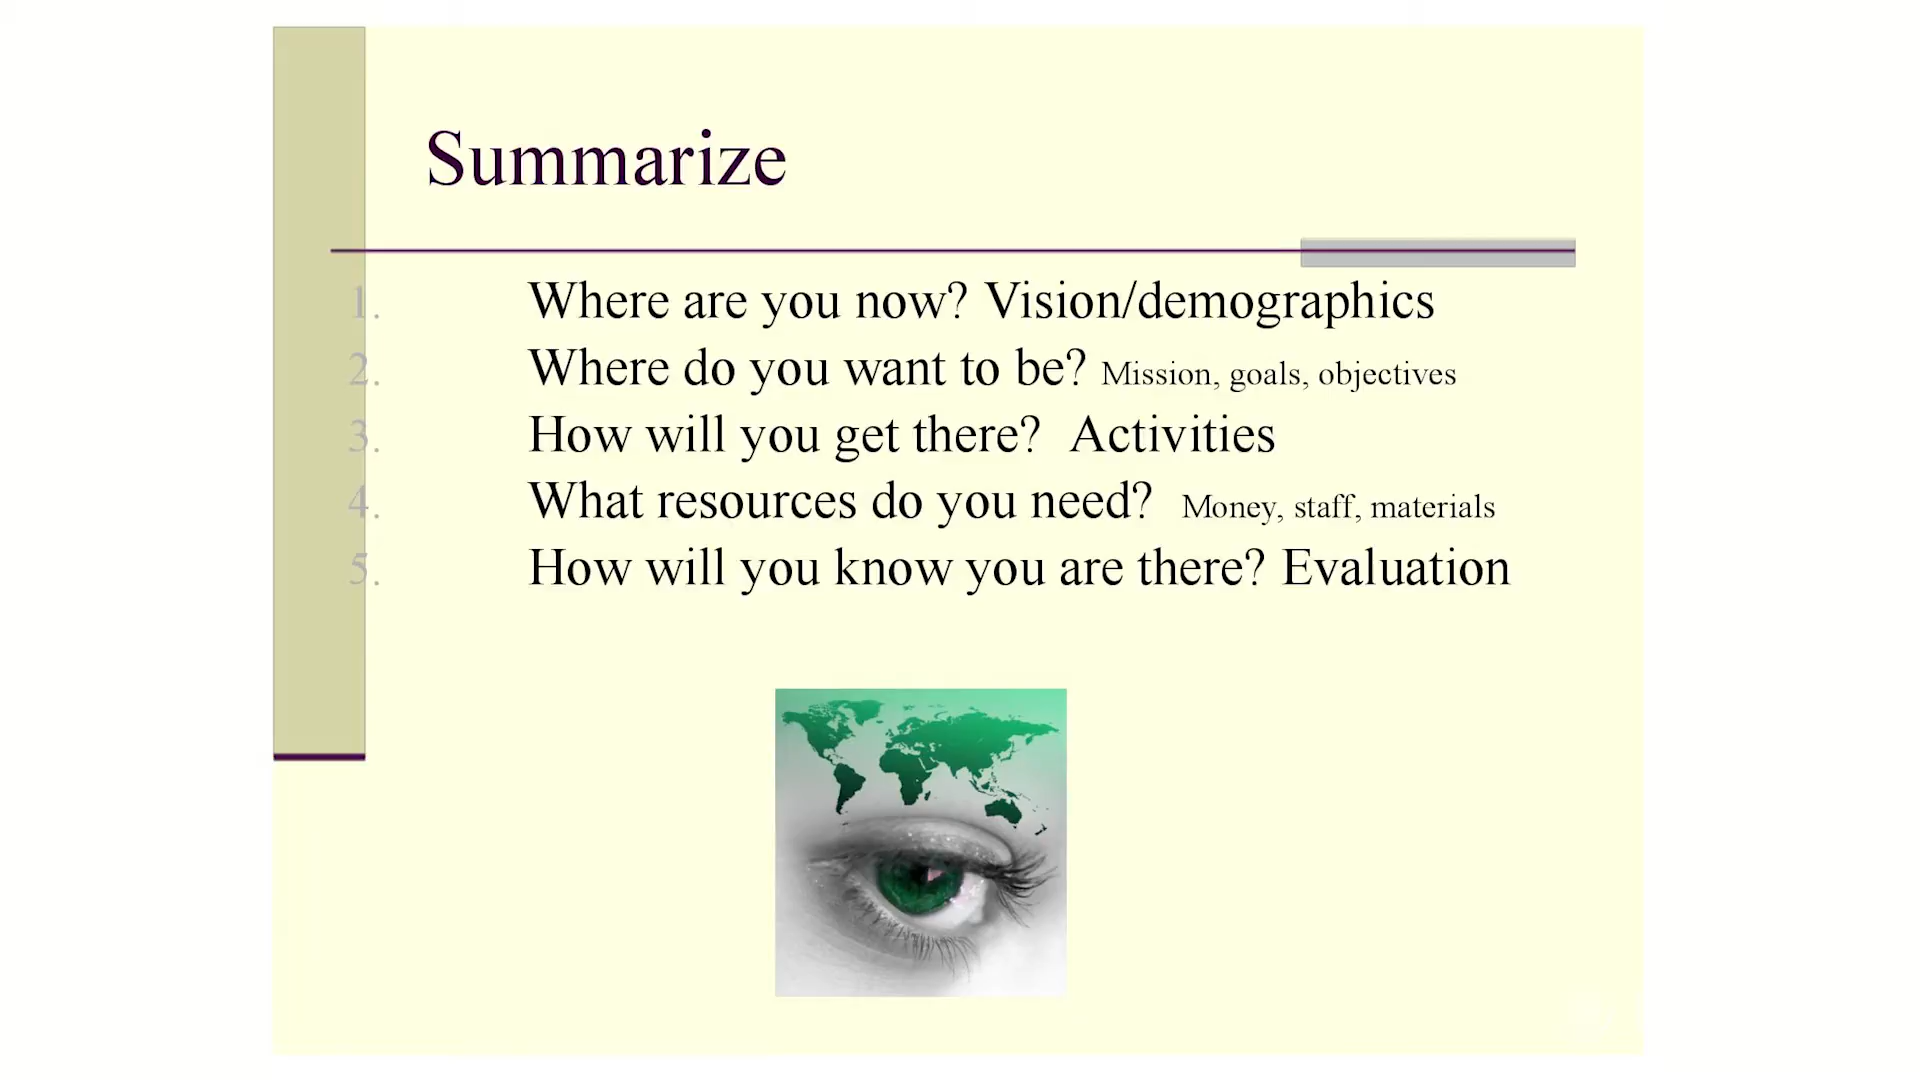 Summarize
1. Where are you now? Vision/demographics
2. Where do you want to be? Mission, goals, objectives
3. How will you get there? Activities
4. What resources do you need? Money, staff, materials
5. How will you know you are there? Evaluation